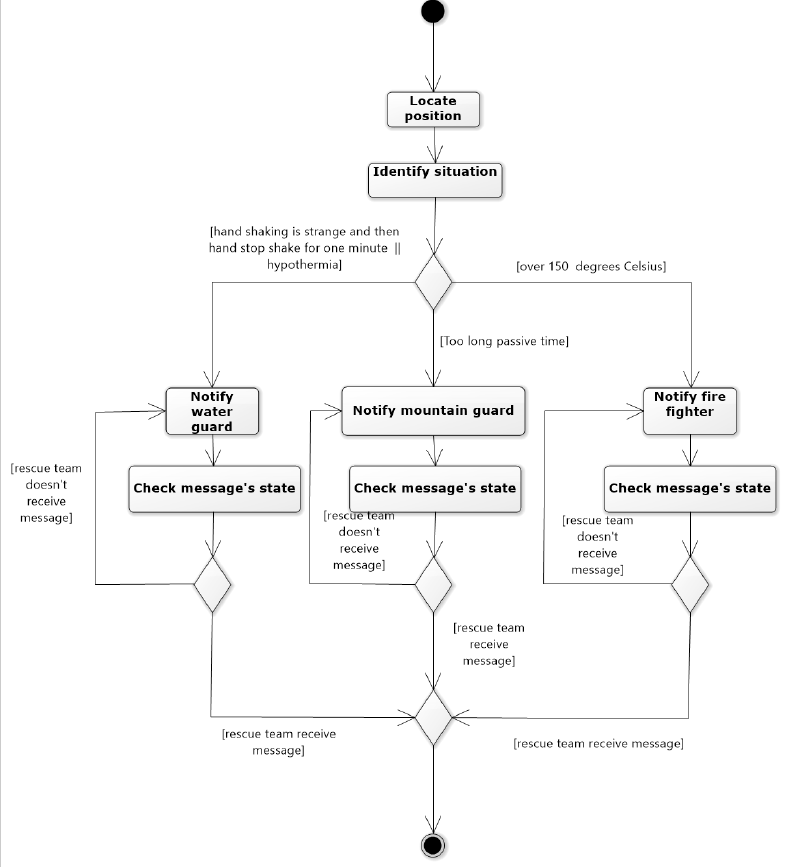 Locate
position
Identify situation
[hand shaking is strange and then
hand stop shake for one minute ||
hypothermia]
[over 150 degrees Celsius]
[Too long passive time]
Notify
water
guard
Notify mountain guard
Notify fire
fighter
[rescue team
doesn't
receive
message]
Check message's state
Check message's state
Check message's state
[rescue team
doesn't
receive
message]
[rescue team
doesn't
receive
message]
[rescue team
receive
message]
[rescue team receive
message]
[rescue team receive message]